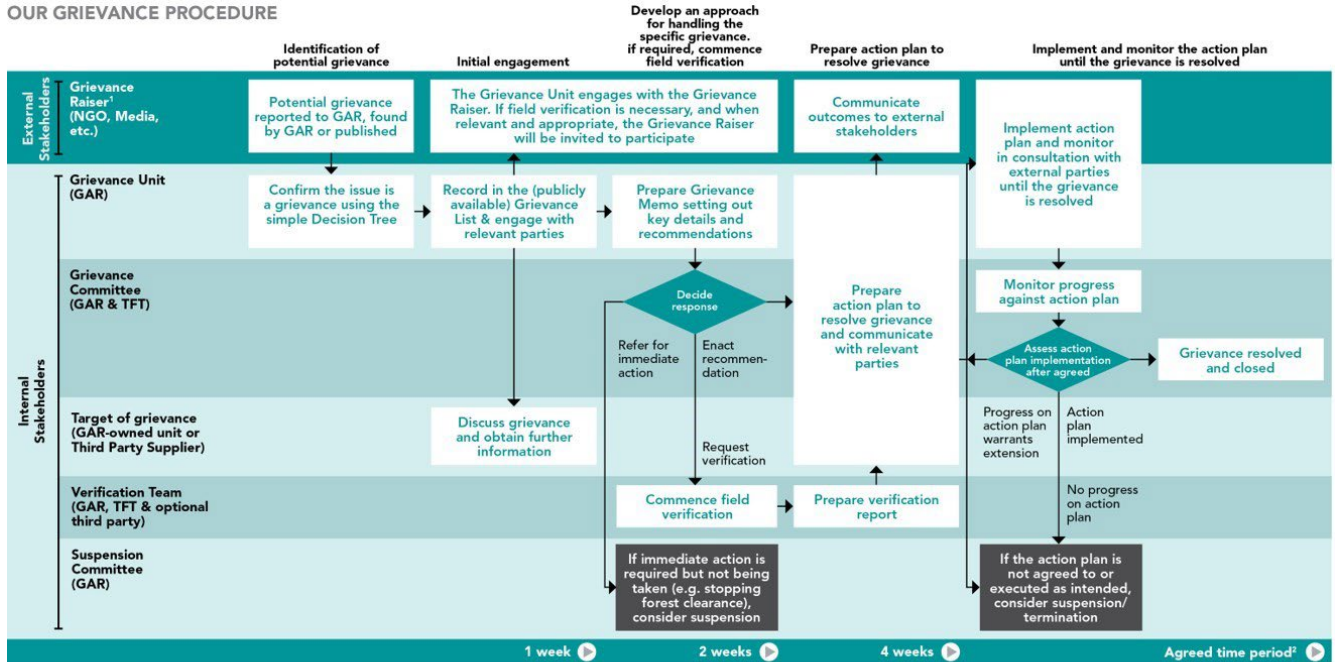 OUR GRIEVANCE PROCEDURE
Identification of
potential grievance
Initial engagement
Develop an approach
for handling the
specific grievance.
if required, commence
field verification
Prepare action plan to
resolve grievance
Implement and monitor the action plan
until the grievance is resolved
External
Stakeholders
Grievance
Raiser¹
(NGO, Media,
etc.)
Potential grievance
reported to GAR, found
by GAR or published
The Grievance Unit engages with the Grievance
Raiser. If field verification is necessary, and when
relevant and appropriate, the Grievance Raiser
will be invited to participate
Communicate
outcomes to external
stakeholders
Implement action
plan and monitor
in consultation with
external parties
until the grievance
is resolved
Internal
Stakeholders
Grievance Unit
(GAR)
Confirm the issue is
a grievance using the
simple Decision Tree
Record in the (publicly
available) Grievance
List & engage with
relevant parties
Prepare Grievance
Memo setting out
key details and
recommendations
Grievance
Committee
(GAR & TFT)
Decide
response
Refer for
immediate
action
Enact
recommen-
dation
Prepare
action plan to
resolve grievance
and communicate
with relevant
parties
Monitor progress
against action plan
Assess action
plan implementation
after agreed
Grievance resolved
and closed
Target of grievance
(GAR-owned unit or
Third Party Supplier)
Discuss grievance
and obtain further
information
Request
verification
Progress on
action plan
warrants
extension
Action
plan
implemented
Verification Team
(GAR, TFT & optional
third party)
Commence field
verification
Prepare verification
report
No progress
on action
plan
Suspension
Committee
(GAR)
If immediate action is
required but not being
taken (e.g. stopping
forest clearance),
consider suspension
If the action plan is
not agreed to or
executed as intended,
consider suspension/
termination
1 week
2 weeks
4 weeks
Agreed time period²